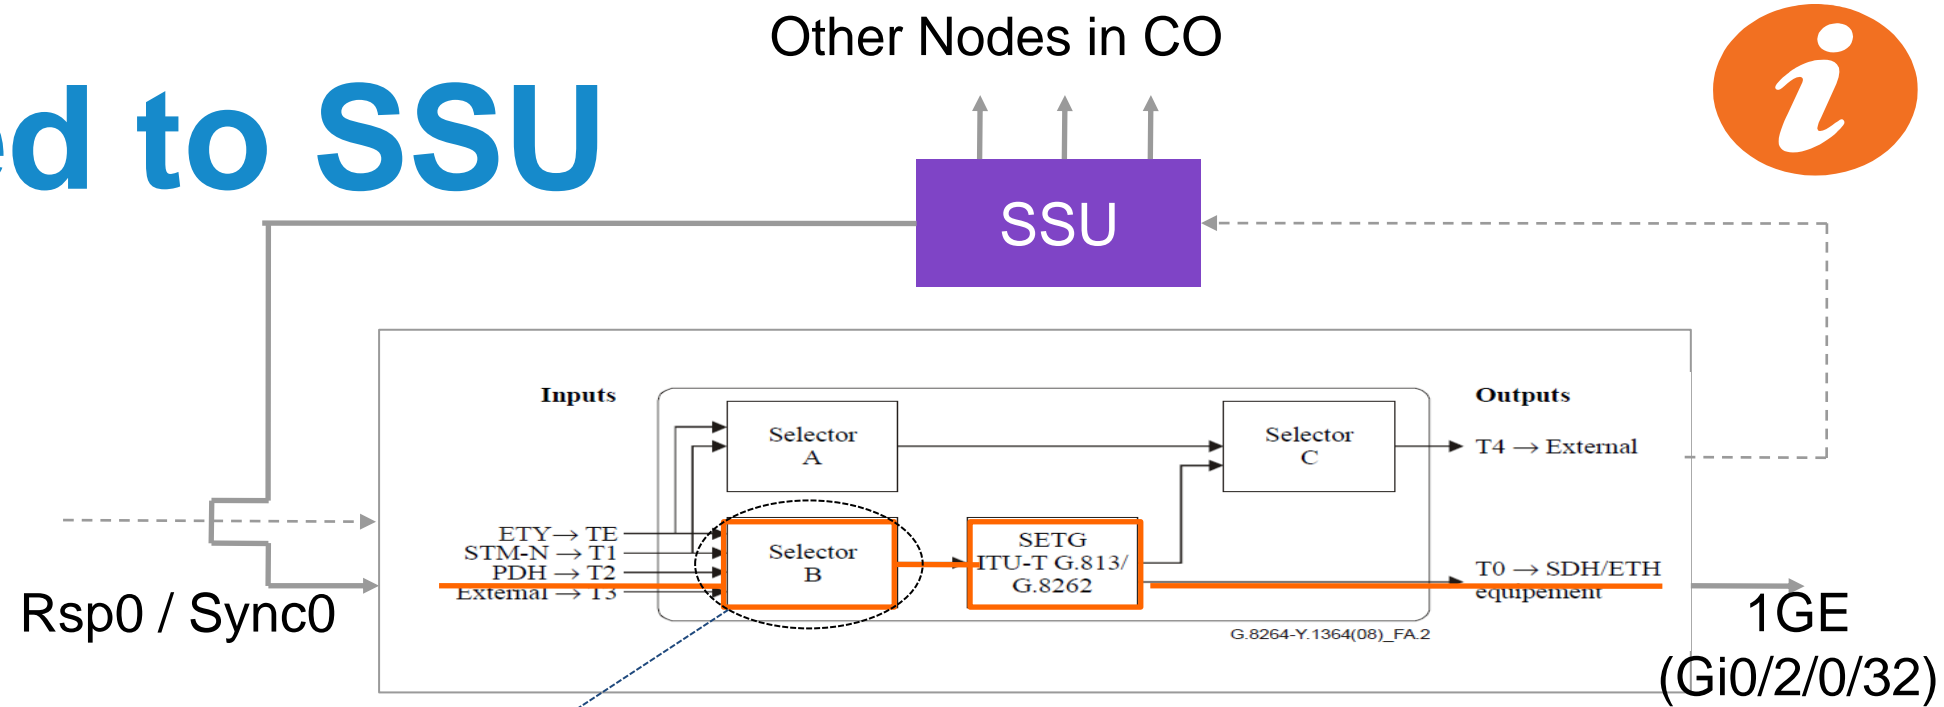 Other Nodes in CO
ed to SSU
i
SSU
Inputs
Outputs
Selector
A
Selector
C
T4 → External
ETY → TE
STM-N → T1
PDH → T2
External → T3
Selector
B
SETG
ITU-T G.813/
G.8262
T0 → SDH/ETH
equipement
G.8264-Y.1364(08)_FA.2
Rsp0 / Sync0
1GE
(Gi0/2/0/32)